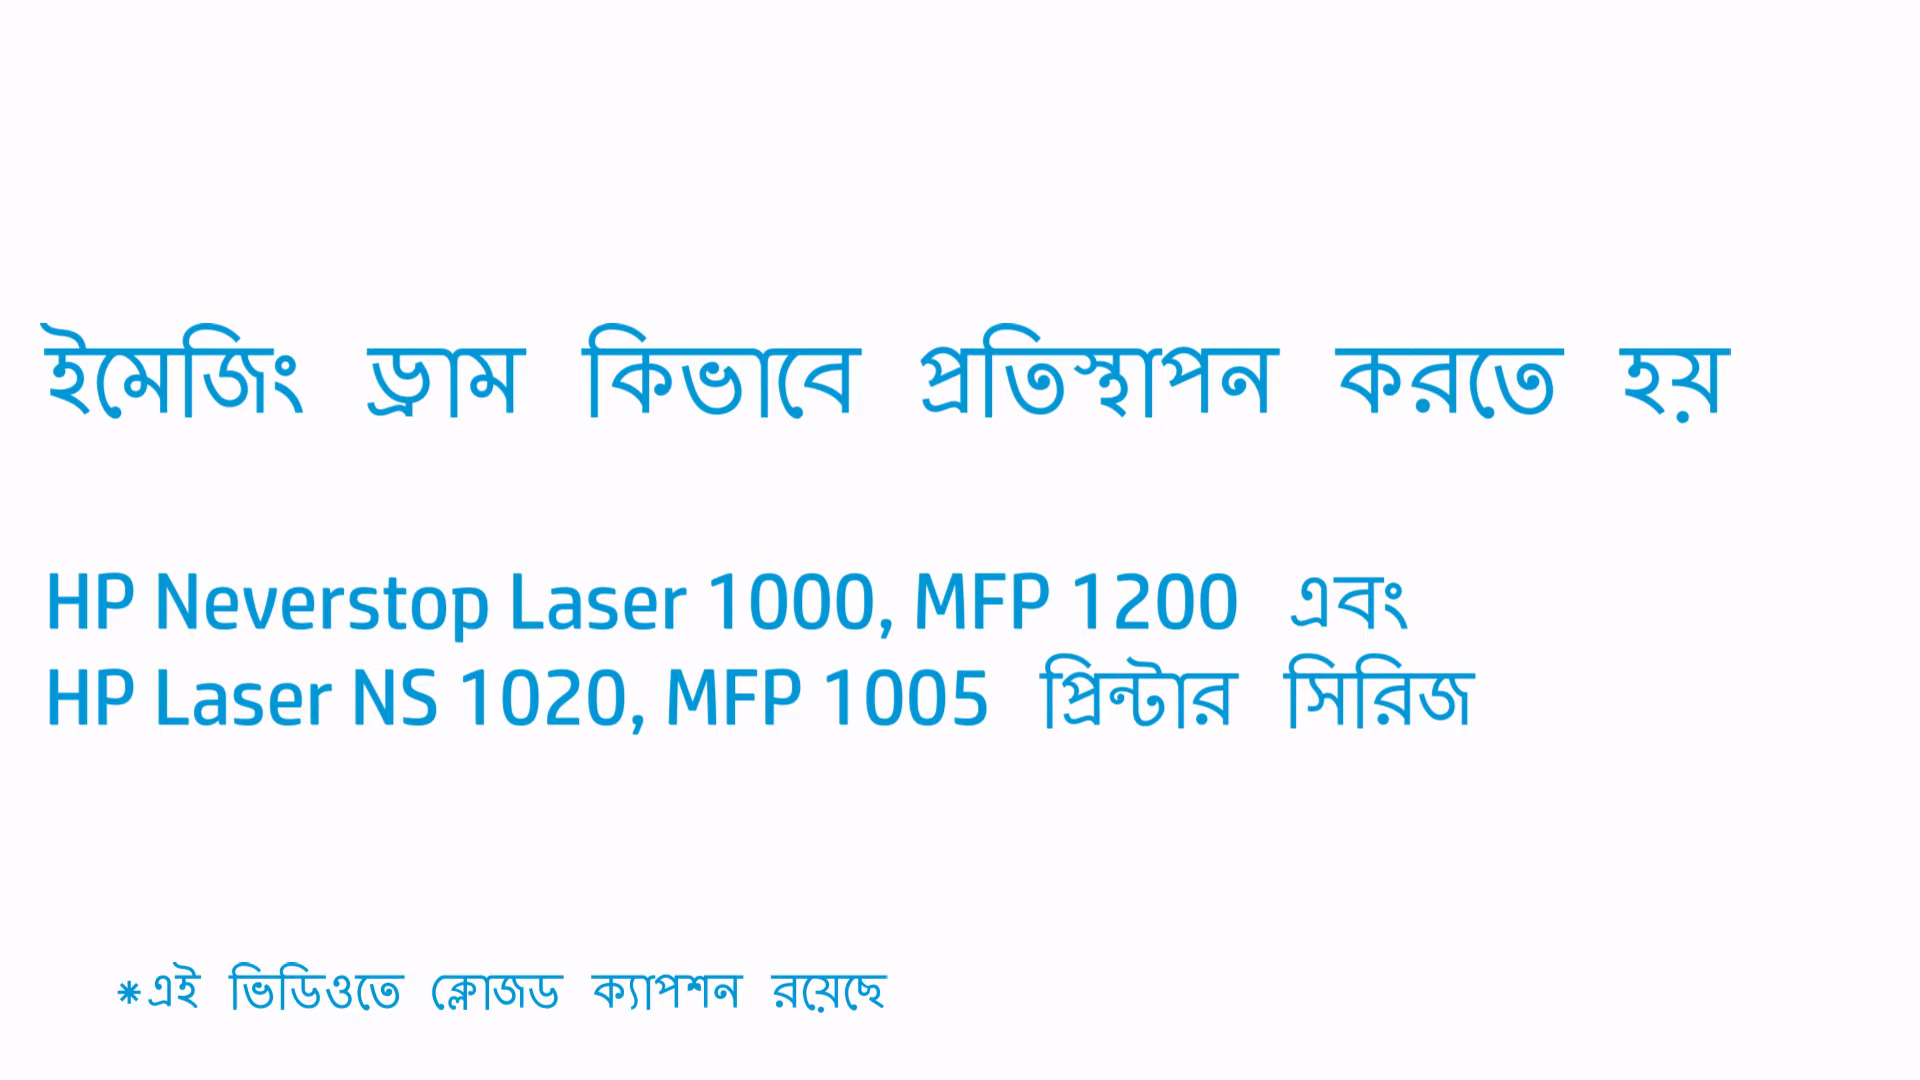 ইমেজিং ড্রাম কিভাবে প্রতিস্থাপন করতে হয়
HP Neverstop Laser 1000, MFP 1200 এবং
HP Laser NS 1020, MFP 1005 প্রিন্টার সিরিজ
*এই ভিডিওতে ক্লোজড ক্যাপশন রয়েছে